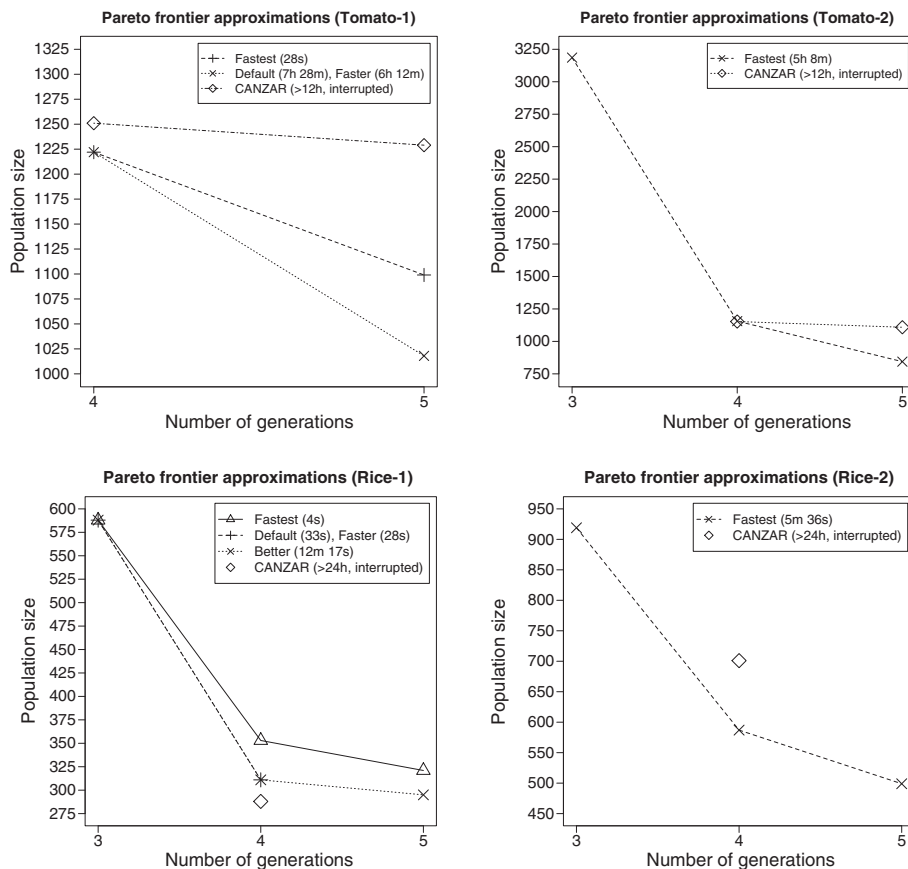 Pareto frontier approximations (Tomato-1)
Population size
1325
1300
1275
1250
1225
1200
1175
1150
1125
1100
1075
1050
1025
1000
Fastest (28s)
Default (7h 28m), Faster (6h 12m)
CANZAR (>12h, interrupted)
4
5
Number of generations
Pareto frontier approximations (Tomato-2)
Population size
3250
3000
2750
2500
2250
2000
1750
1500
1250
1000
750
Fastest (5h 8m)
CANZAR (>12h, interrupted)
3
4
5
Number of generations
Pareto frontier approximations (Rice-1)
Population size
600
575
550
525
500
475
450
425
400
375
350
325
300
275
Fastest (4s)
Default (33s), Faster (28s)
Better (12m 17s)
CANZAR (>24h, interrupted)
3
4
5
Number of generations
Pareto frontier approximations (Rice-2)
Population size
950
900
850
800
750
700
650
600
550
500
450
Fastest (5m 36s)
CANZAR (>24h, interrupted)
3
4
5
Number of generations